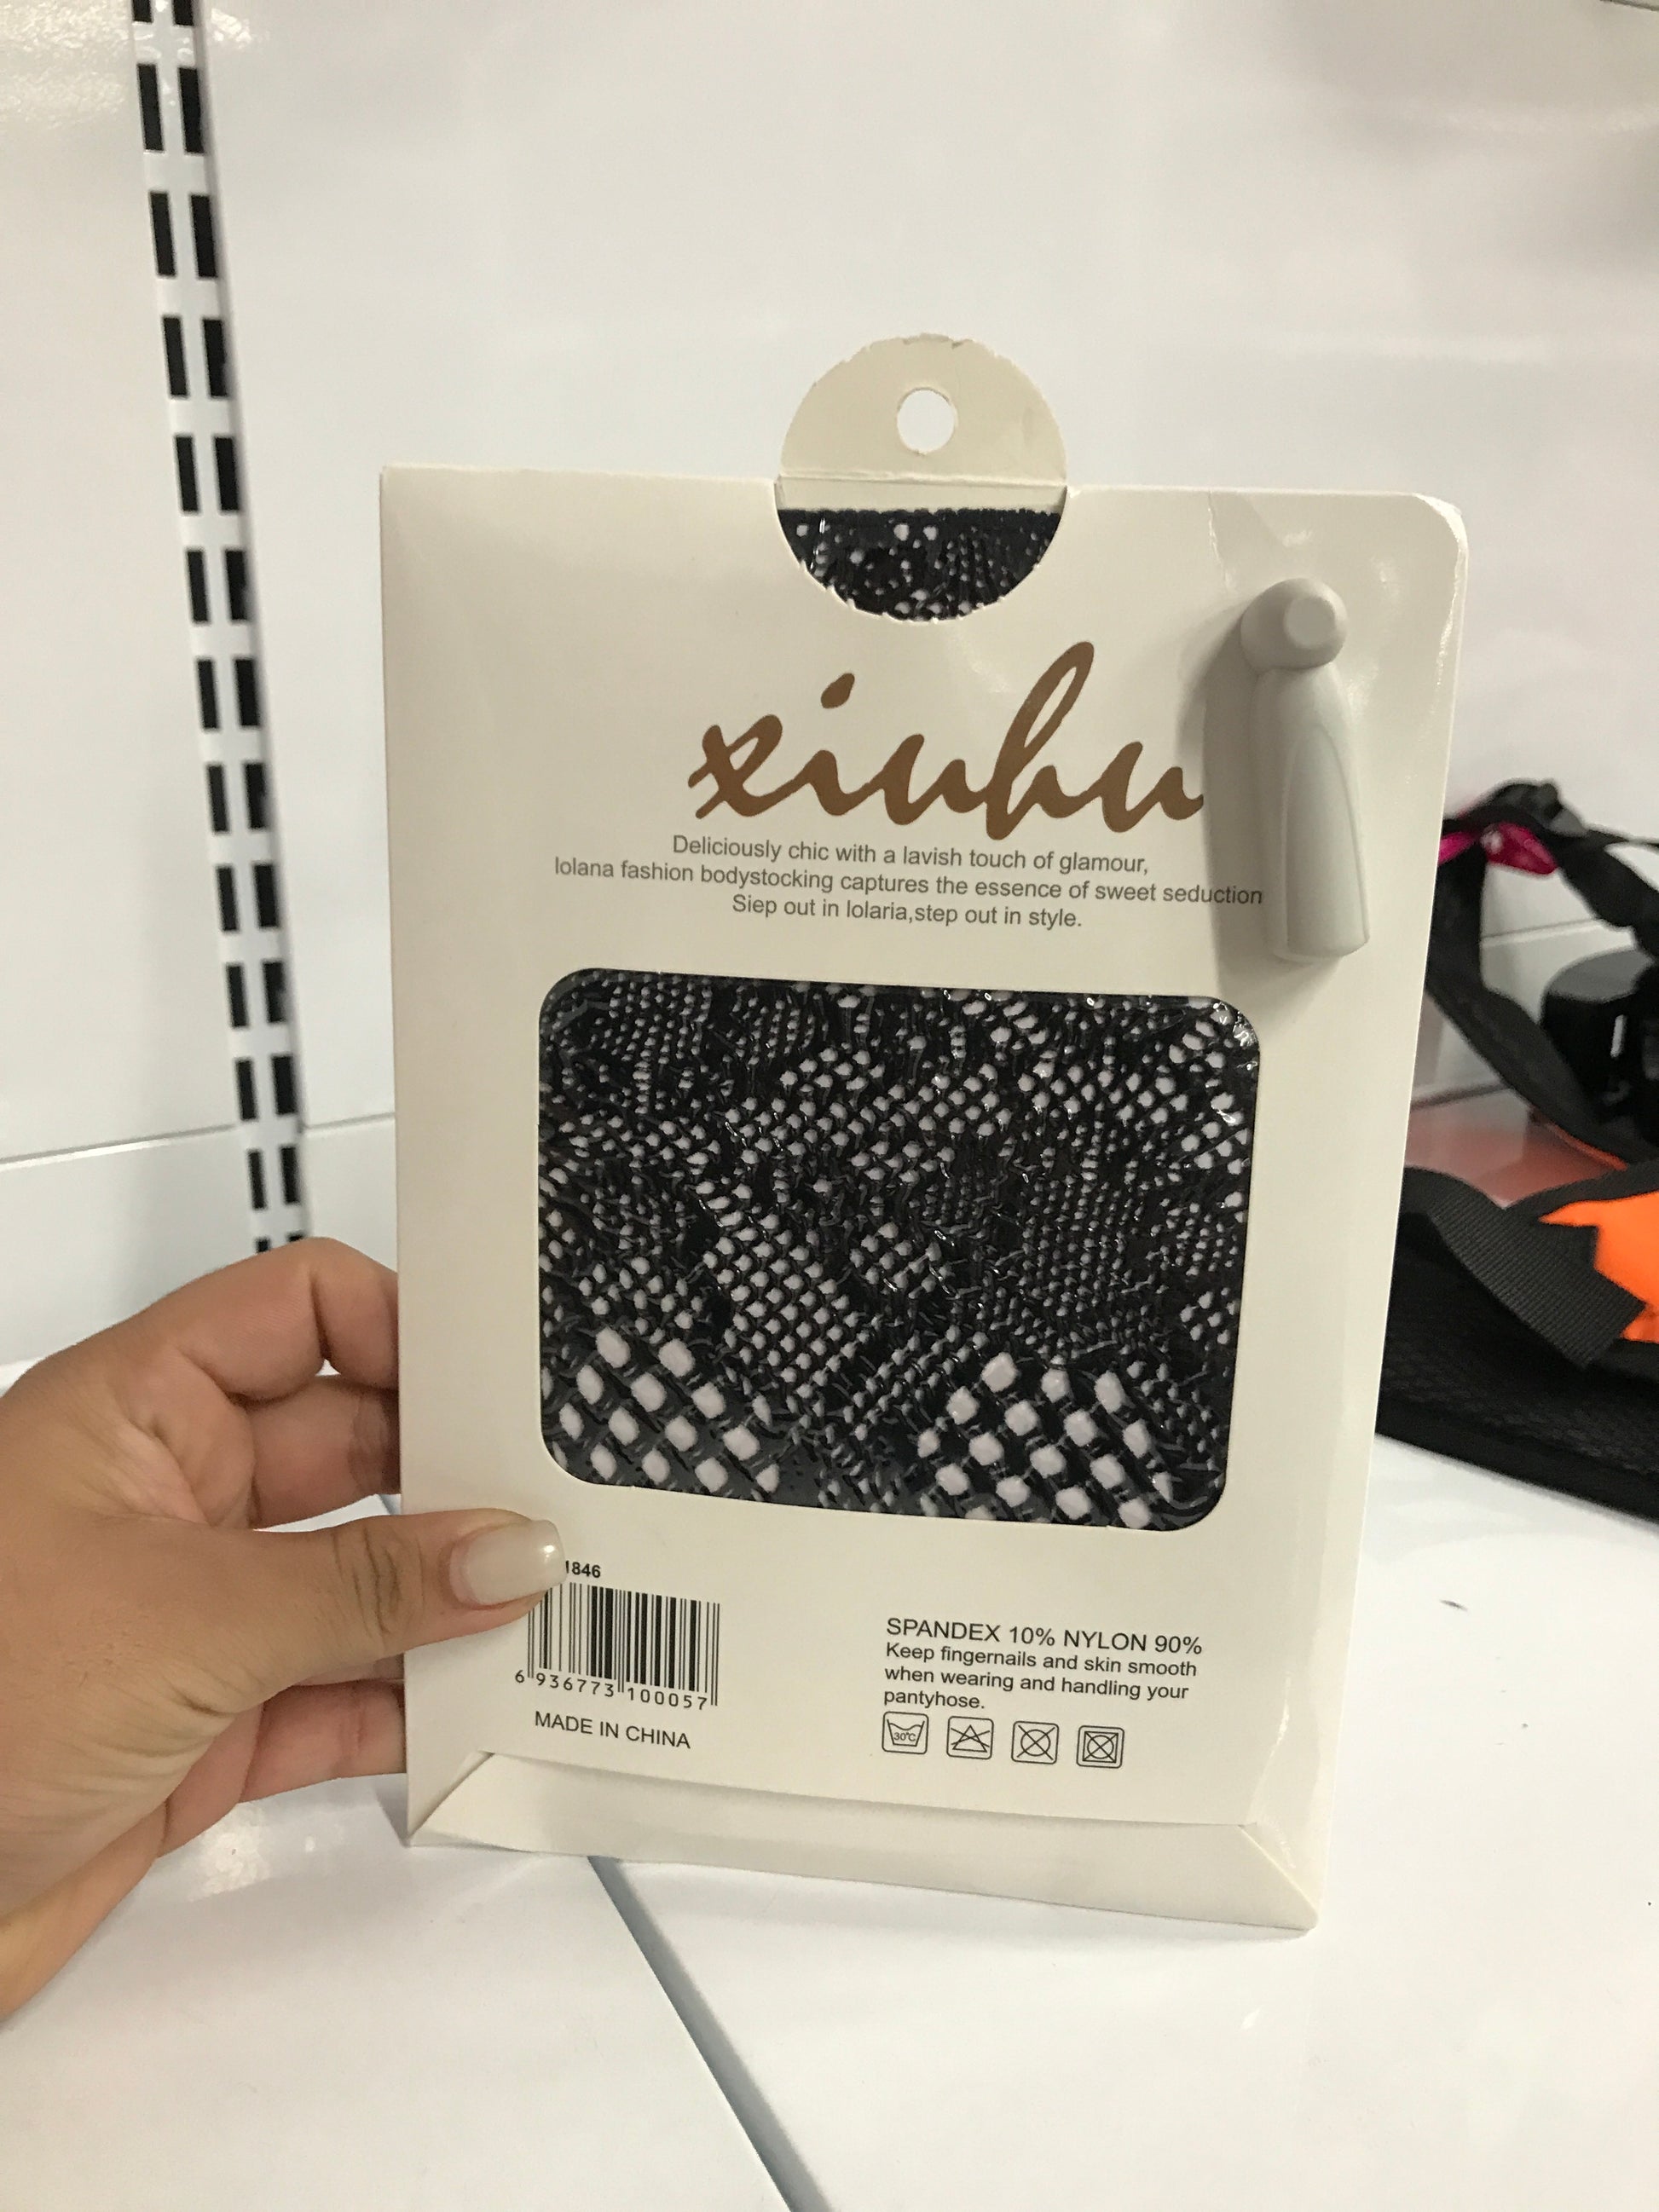 xiuhu
Deliciously chic with a lavish touch of glamour,
lolana fashion bodystocking captures the essence of sweet seduction
Siep out in lolaria,step out in style.
1846
6 936773 100057
MADE IN CHINA
SPANDEX 10% NYLON 90%
Keep fingernails and skin smooth
when wearing and handling your
pantyhose.
30℃